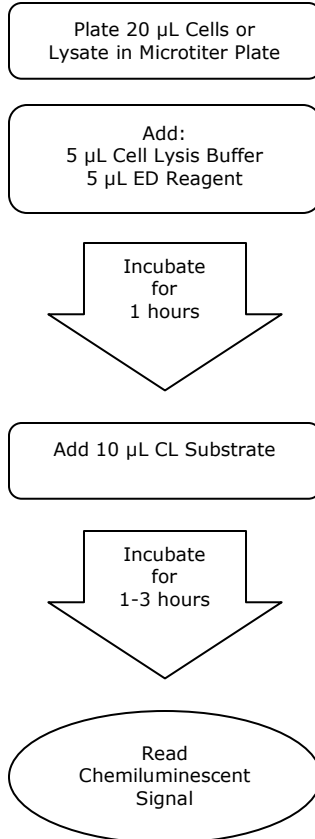 Plate 20 µL Cells or
Lysate in Microtiter Plate
Add:
5 µL Cell Lysis Buffer
5 µL ED Reagent
Incubate
for
1 hours
Add 10 µL CL Substrate
Incubate
for
1-3 hours
Read
Chemiluminescent
Signal